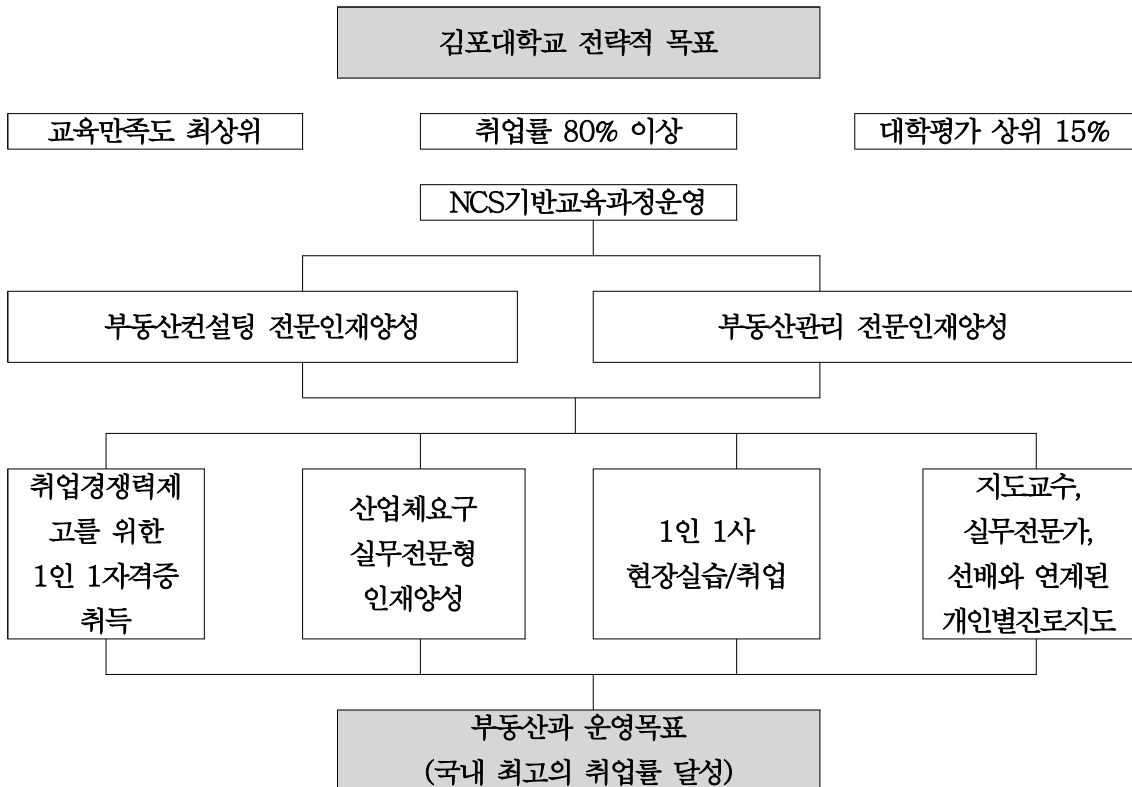 김포대학교 전략적 목표
교육만족도 최상위
취업률 80% 이상
대학평가 상위 15%
NCS기반교육과정운영
부동산컨설팅 전문인재양성
부동산관리 전문인재양성
취업경쟁력제
고를 위한
1인 1자격증
취득
산업체요구
실무전문형
인재양성
1인 1사
현장실습/취업
지도교수,
실무전문가,
선배와 연계된
개인별진로지도
부동산과 운영목표
(국내 최고의 취업률 달성)